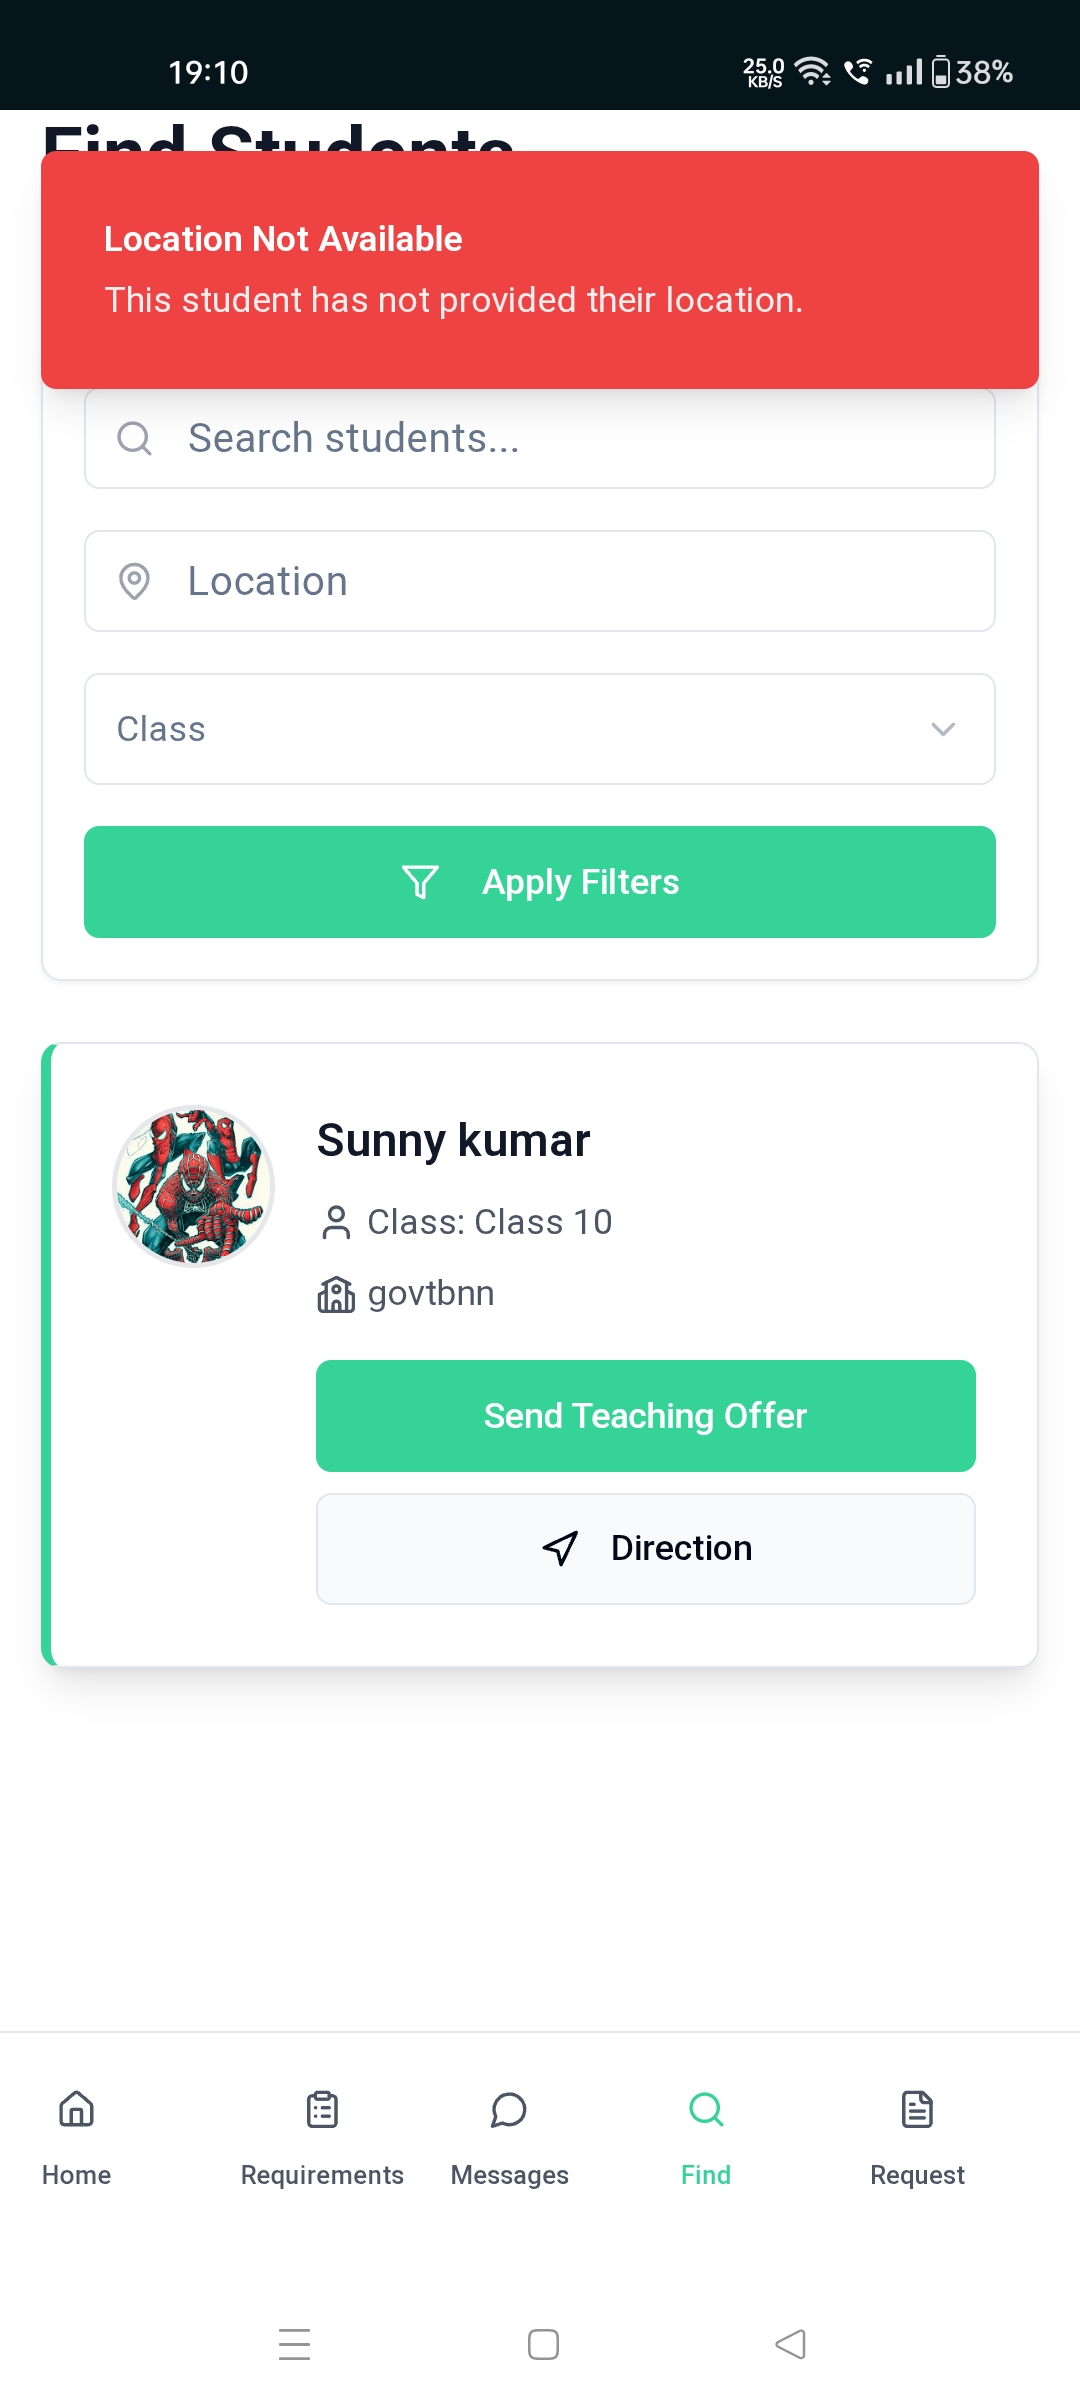 19:10
25.0
KB/S
38%
Find Students
Location Not Available
This student has not provided their location.
Search students...
Location
Class
Apply Filters
Sunny kumar
Class: Class 10
govtbnn
Send Teaching Offer
Direction
Home
Requirements
Messages
Find
Request